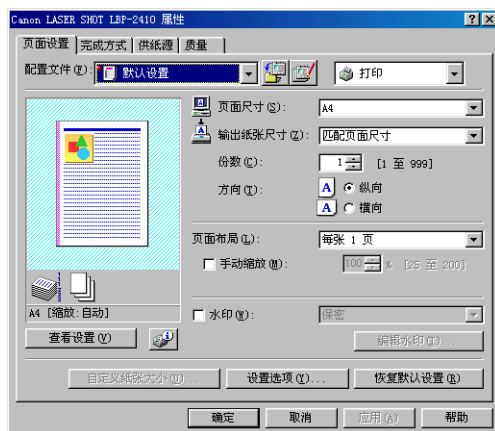 Canon LASER SHOT LBP-2410 属性
页面设置 完成方式 供纸源 质量
配置文件(F): 默认设置 打印
页面尺寸(S): A4
输出纸张尺寸(Z): 匹配页面尺寸
份数(C): 1 [1 至 999]
方向(T): A 纵向
A 横向
页面布局(L): 每张 1 页
手动缩放(M): 100 % [25 至 200]
A4 [缩放:自动]
水印(W): 保密
查看设置(V) 编辑水印(I)...
自定义纸张大小(U)... 设置选项(Y)... 恢复默认设置(R)
确定 取消 应用(A) 帮助